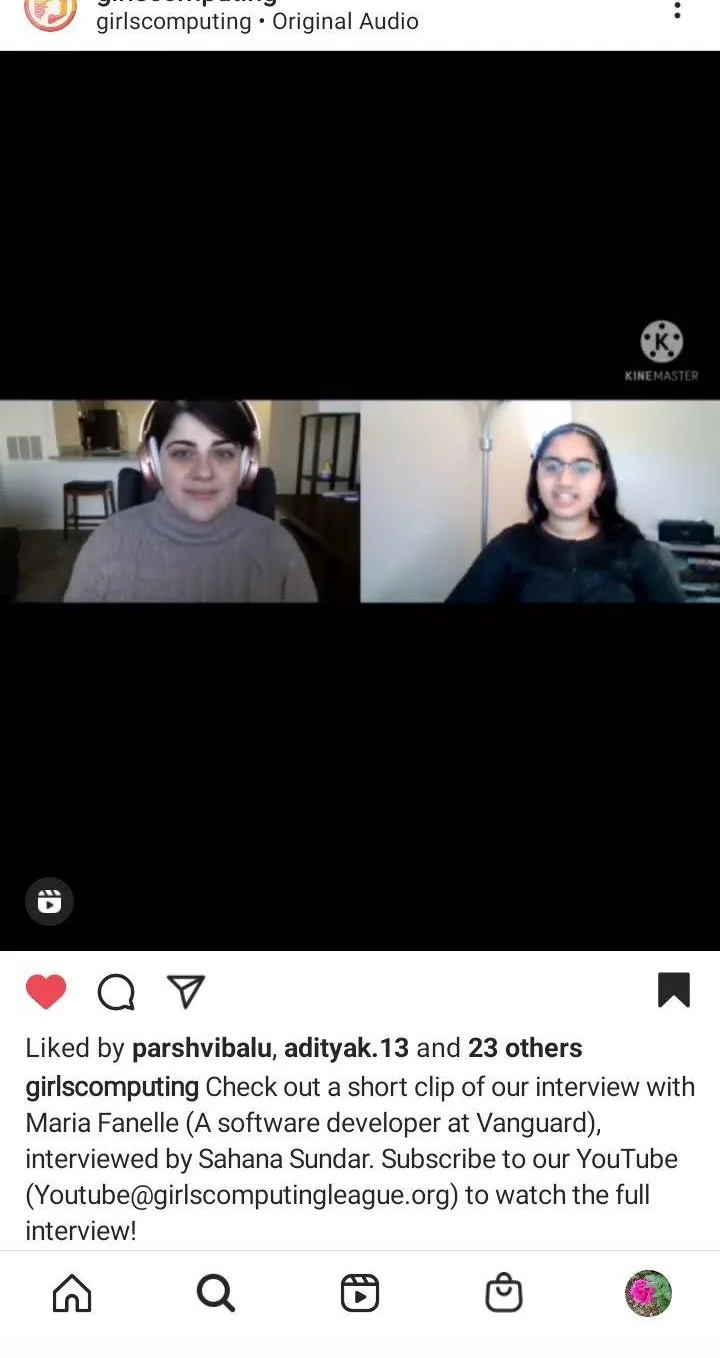 girlscomputing
girlscomputing • Original Audio
K
KINEMASTER
Liked by parshvibalu, adityak.13 and 23 others
girlscomputing Check out a short clip of our interview with
Maria Fanelle (A software developer at Vanguard),
interviewed by Sahana Sundar. Subscribe to our YouTube
(Youtube@girlscomputingleague.org) to watch the full
interview!